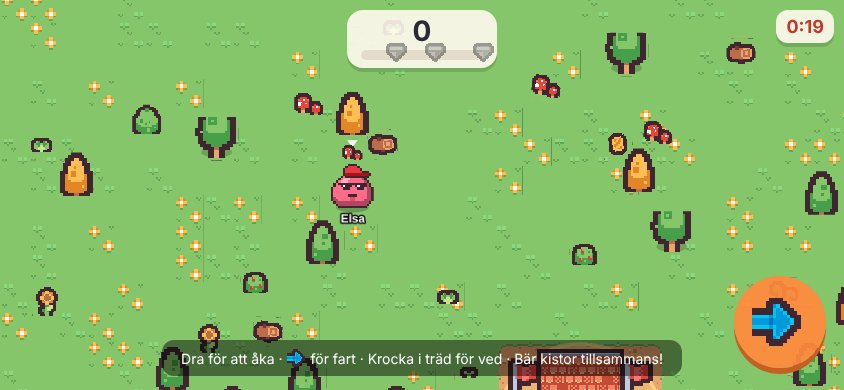 0
0:19
Elsa
Dra för att åka · för fart · Krocka i träd för ved · Bär kistor tillsammans!